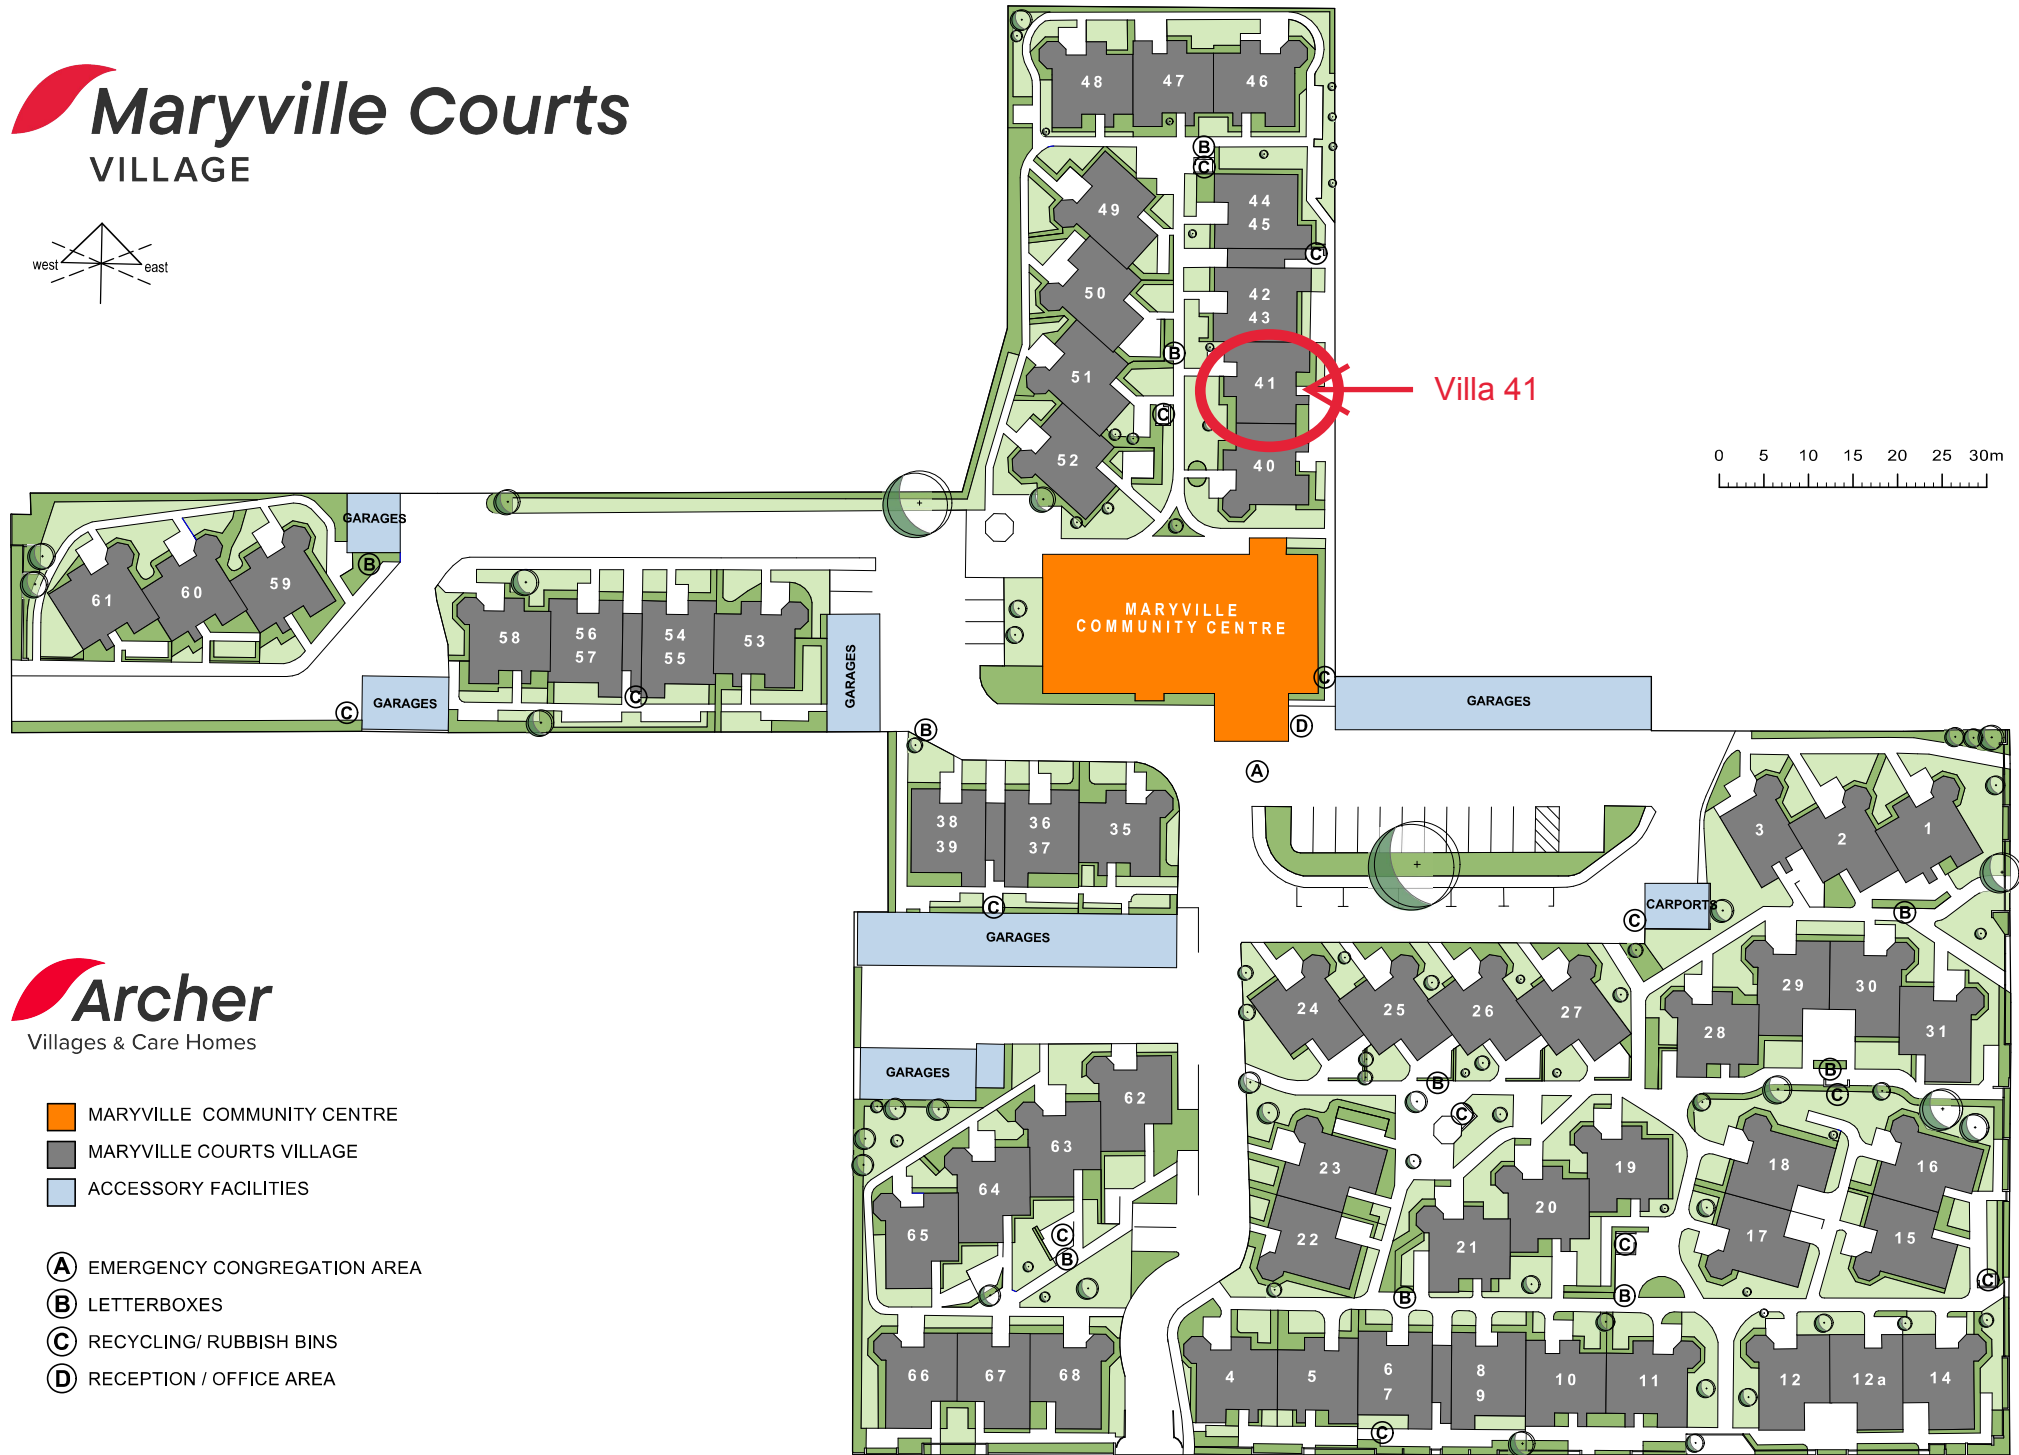 Maryville Courts
VILLAGE
west
east
48
47
46
B
C
49
44
45
C
50
42
43
B
51
41
Villa 41
C
52
40
0 5 10 15 20 25 30m
GARAGES
B
61
60
59
58
56
57
54
55
53
C
C
GARAGES
GARAGES
MARYVILLE
COMMUNITY CENTRE
C
D
GARAGES
B
A
38
39
36
37
35
C
GARAGES
3
2
1
CARPORTS
C
B
24
25
26
27
28
29
30
31
B
C
B
C
GARAGES
62
63
64
65
C
B
23
22
19
20
21
C
B
B
18
17
16
15
C
66
67
68
4
5
6
7
8
9
10
11
12
12a
14
C
Archer
Villages & Care Homes
MARYVILLE COMMUNITY CENTRE
MARYVILLE COURTS VILLAGE
ACCESSORY FACILITIES
A EMERGENCY CONGREGATION AREA
B LETTERBOXES
C RECYCLING/ RUBBISH BINS
D RECEPTION / OFFICE AREA